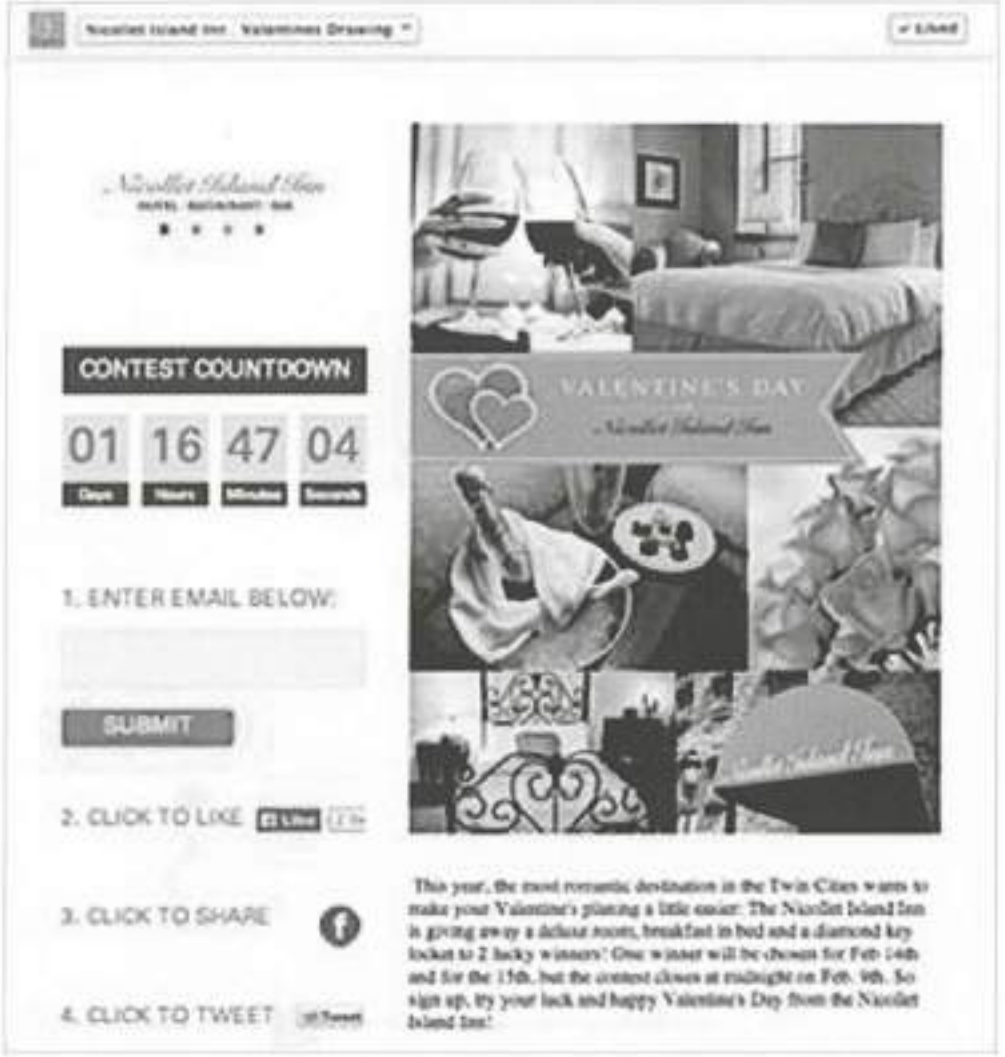 Nicollet Island Inn Valentines Drawing
✓ Liked
Nicollet Island Inn
HOTEL RESTAURANT BAR
CONTEST COUNTDOWN
01 16 47 04
Days Hours Minutes Seconds
1. ENTER EMAIL BELOW:
SUBMIT
2. CLICK TO LIKE Like
3. CLICK TO SHARE
4. CLICK TO TWEET Tweet
VALENTINE'S DAY
Nicollet Island Inn
Nicollet Island Inn
This year, the most romantic destination in the Twin Cities wants to
make your Valentine's planing a little easier. The Nicollet Island Inn
is giving away a deluxe room, breakfast in bed and a diamond key
locket to 2 lucky winners! One winner will be chosen for Feb 14th
and for the 15th, but the contest closes at midnight on Feb. 9th. So
sign up, try your luck and happy Valentine's Day from the Nicollet
Island Inn!